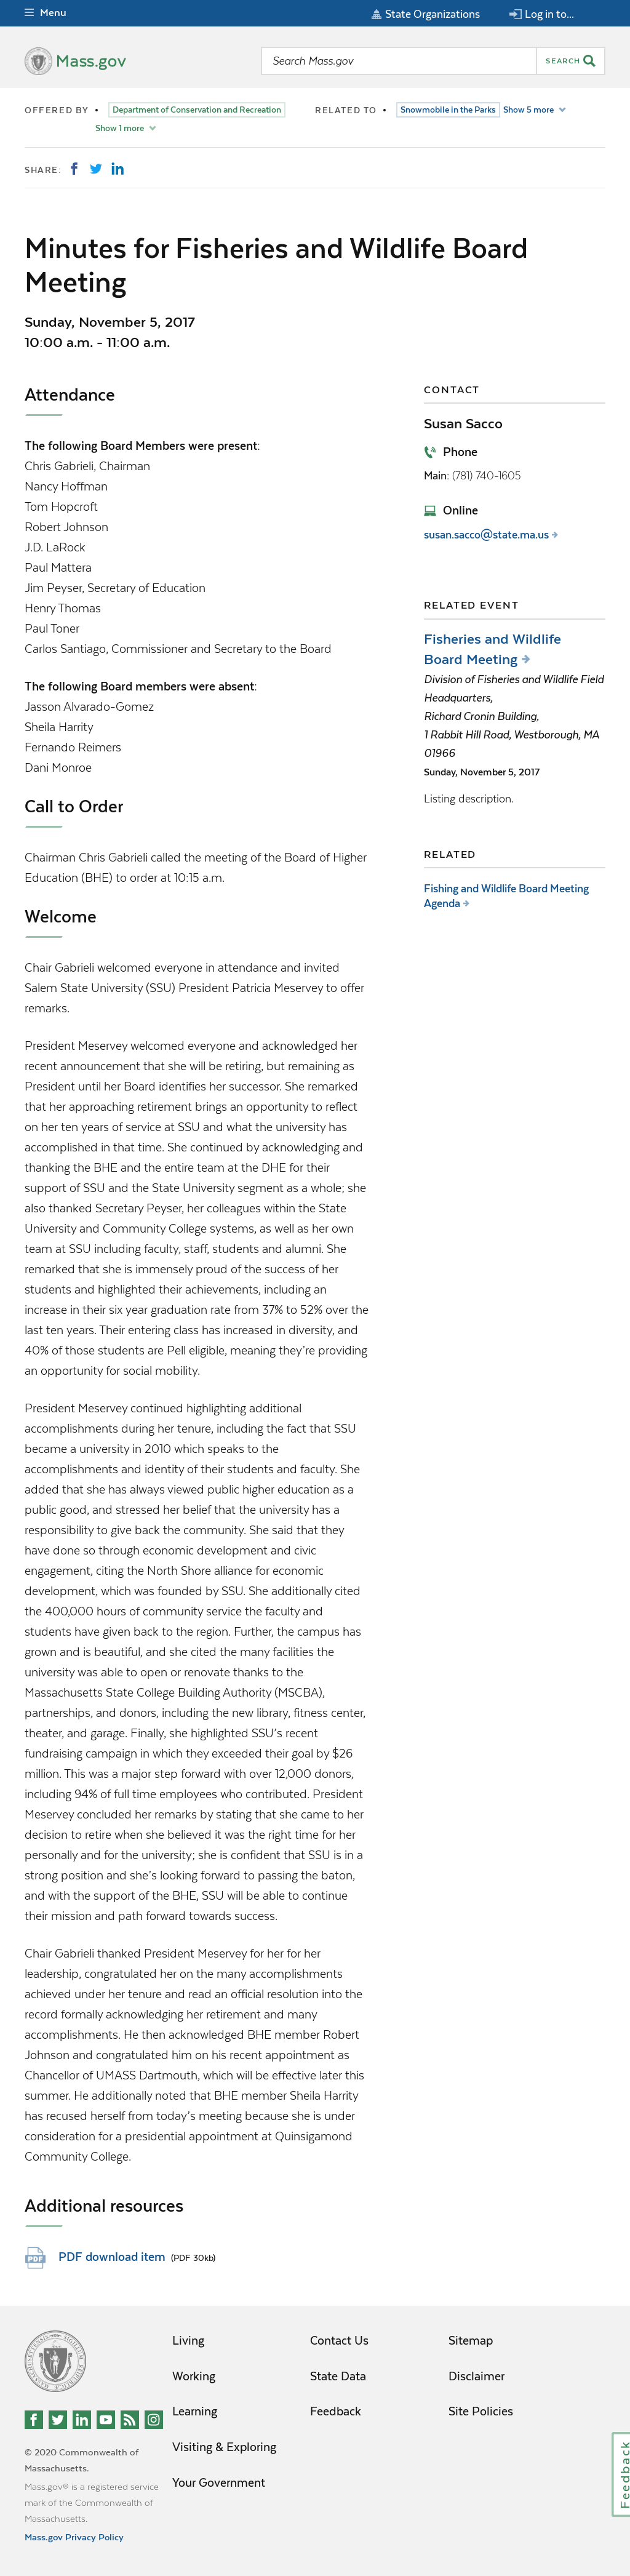 Menu
State Organizations
Log in to...
Mass.gov
Search Mass.gov
SEARCH
OFFERED BY • Department of Conservation and Recreation
Show 1 more
RELATED TO • Snowmobile in the Parks Show 5 more
SHARE:
Minutes for Fisheries and Wildlife Board
Meeting
Sunday, November 5, 2017
10:00 a.m. - 11:00 a.m.
Attendance
The following Board Members were present:
Chris Gabrieli, Chairman
Nancy Hoffman
Tom Hopcroft
Robert Johnson
J.D. LaRock
Paul Mattera
Jim Peyser, Secretary of Education
Henry Thomas
Paul Toner
Carlos Santiago, Commissioner and Secretary to the Board
The following Board members were absent:
Jasson Alvarado-Gomez
Sheila Harrity
Fernando Reimers
Dani Monroe
Call to Order
Chairman Chris Gabrieli called the meeting of the Board of Higher
Education (BHE) to order at 10:15 a.m.
Welcome
Chair Gabrieli welcomed everyone in attendance and invited
Salem State University (SSU) President Patricia Meservey to offer
remarks.
President Meservey welcomed everyone and acknowledged her
recent announcement that she will be retiring, but remaining as
President until her Board identifies her successor. She remarked
that her approaching retirement brings an opportunity to reflect
on her ten years of service at SSU and what the university has
accomplished in that time. She continued by acknowledging and
thanking the BHE and the entire team at the DHE for their
support of SSU and the State University segment as a whole; she
also thanked Secretary Peyser, her colleagues within the State
University and Community College systems, as well as her own
team at SSU including faculty, staff, students and alumni. She
remarked that she is immensely proud of the success of her
students and highlighted their achievements, including an
increase in their six year graduation rate from 37% to 52% over the
last ten years. Their entering class has increased in diversity, and
40% of those students are Pell eligible, meaning they're providing
an opportunity for social mobility.
President Meservey continued highlighting additional
accomplishments during her tenure, including the fact that SSU
became a university in 2010 which speaks to the
accomplishments and identity of their students and faculty. She
added that she has always viewed public higher education as a
public good, and stressed her belief that the university has a
responsibility to give back the community. She said that they
have done so through economic development and civic
engagement, citing the North Shore alliance for economic
development, which was founded by SSU. She additionally cited
the 400,000 hours of community service the faculty and
students have given back to the region. Further, the campus has
grown and is beautiful, and she cited the many facilities the
university was able to open or renovate thanks to the
Massachusetts State College Building Authority (MSCBA),
partnerships, and donors, including the new library, fitness center,
theater, and garage. Finally, she highlighted SSU's recent
fundraising campaign in which they exceeded their goal by $26
million. This was a major step forward with over 12,000 donors,
including 94% of full time employees who contributed. President
Meservey concluded her remarks by stating that she came to her
decision to retire when she believed it was the right time for her
personally and for the university; she is confident that SSU is in a
strong position and she's looking forward to passing the baton,
and with the support of the BHE, SSU will be able to continue
their mission and path forward towards success.
Chair Gabrieli thanked President Meservey for her for her
leadership, congratulated her on the many accomplishments
achieved under her tenure and read an official resolution into the
record formally acknowledging her retirement and many
accomplishments. He then acknowledged BHE member Robert
Johnson and congratulated him on his recent appointment as
Chancellor of UMASS Dartmouth, which will be effective later this
summer. He additionally noted that BHE member Sheila Harrity
has recused herself from today's meeting because she is under
consideration for a presidential appointment at Quinsigamond
Community College.
Additional resources
PDF PDF download item (PDF 30kb)
CONTACT
Susan Sacco
Phone
Main: (781) 740-1605
Online
susan.sacco@state.ma.us
RELATED EVENT
Fisheries and Wildlife
Board Meeting
Division of Fisheries and Wildlife Field
Headquarters,
Richard Cronin Building,
1 Rabbit Hill Road, Westborough, MA
01966
Sunday, November 5, 2017
Listing description.
RELATED
Fishing and Wildlife Board Meeting
Agenda
Living
Working
Learning
Visiting & Exploring
Your Government
Contact Us
State Data
Feedback
Sitemap
Disclaimer
Site Policies
© 2020 Commonwealth of
Massachusetts.
Mass.gov® is a registered service
mark of the Commonwealth of
Massachusetts.
Mass.gov Privacy Policy
Feedback